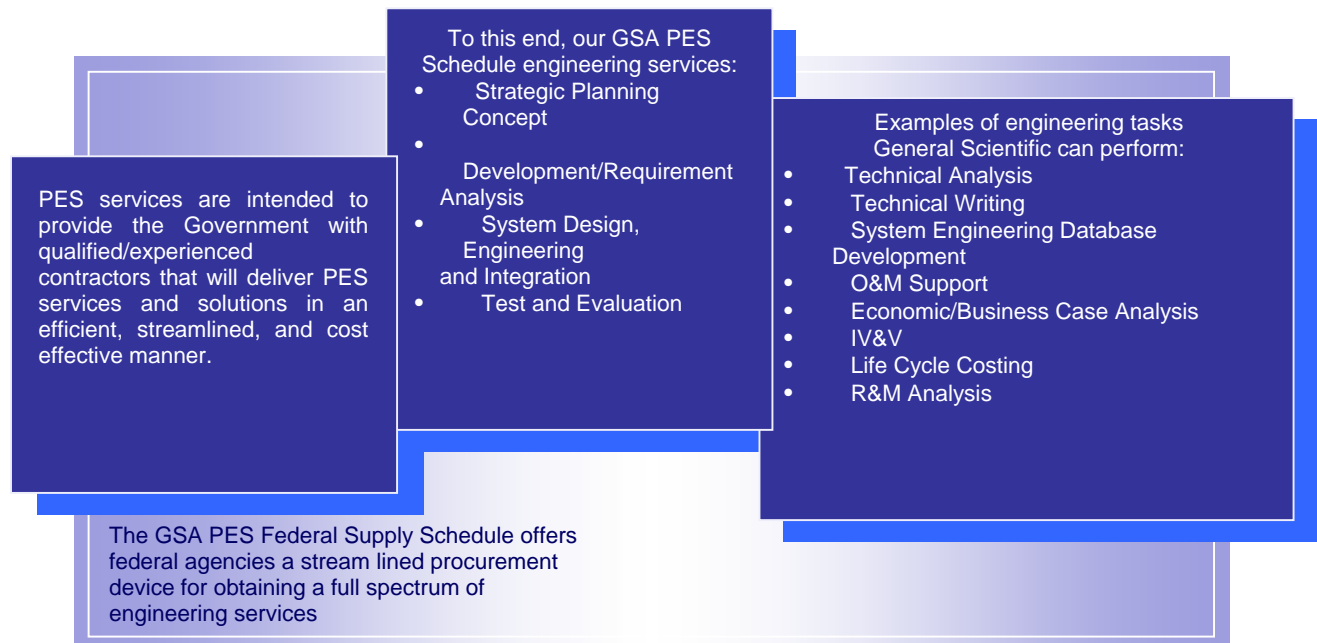 PES services are intended to
provide the Government with
qualified/experienced
contractors that will deliver PES
services and solutions in an
efficient, streamlined, and cost
effective manner.
To this end, our GSA PES
Schedule engineering services:
• Strategic Planning
Concept
•
Development/Requirement
Analysis
• System Design,
Engineering
and Integration
• Test and Evaluation
Examples of engineering tasks
General Scientific can perform:
• Technical Analysis
• Technical Writing
• System Engineering Database
Development
• O&M Support
• Economic/Business Case Analysis
• IV&V
• Life Cycle Costing
• R&M Analysis
The GSA PES Federal Supply Schedule offers
federal agencies a stream lined procurement
device for obtaining a full spectrum of
engineering services